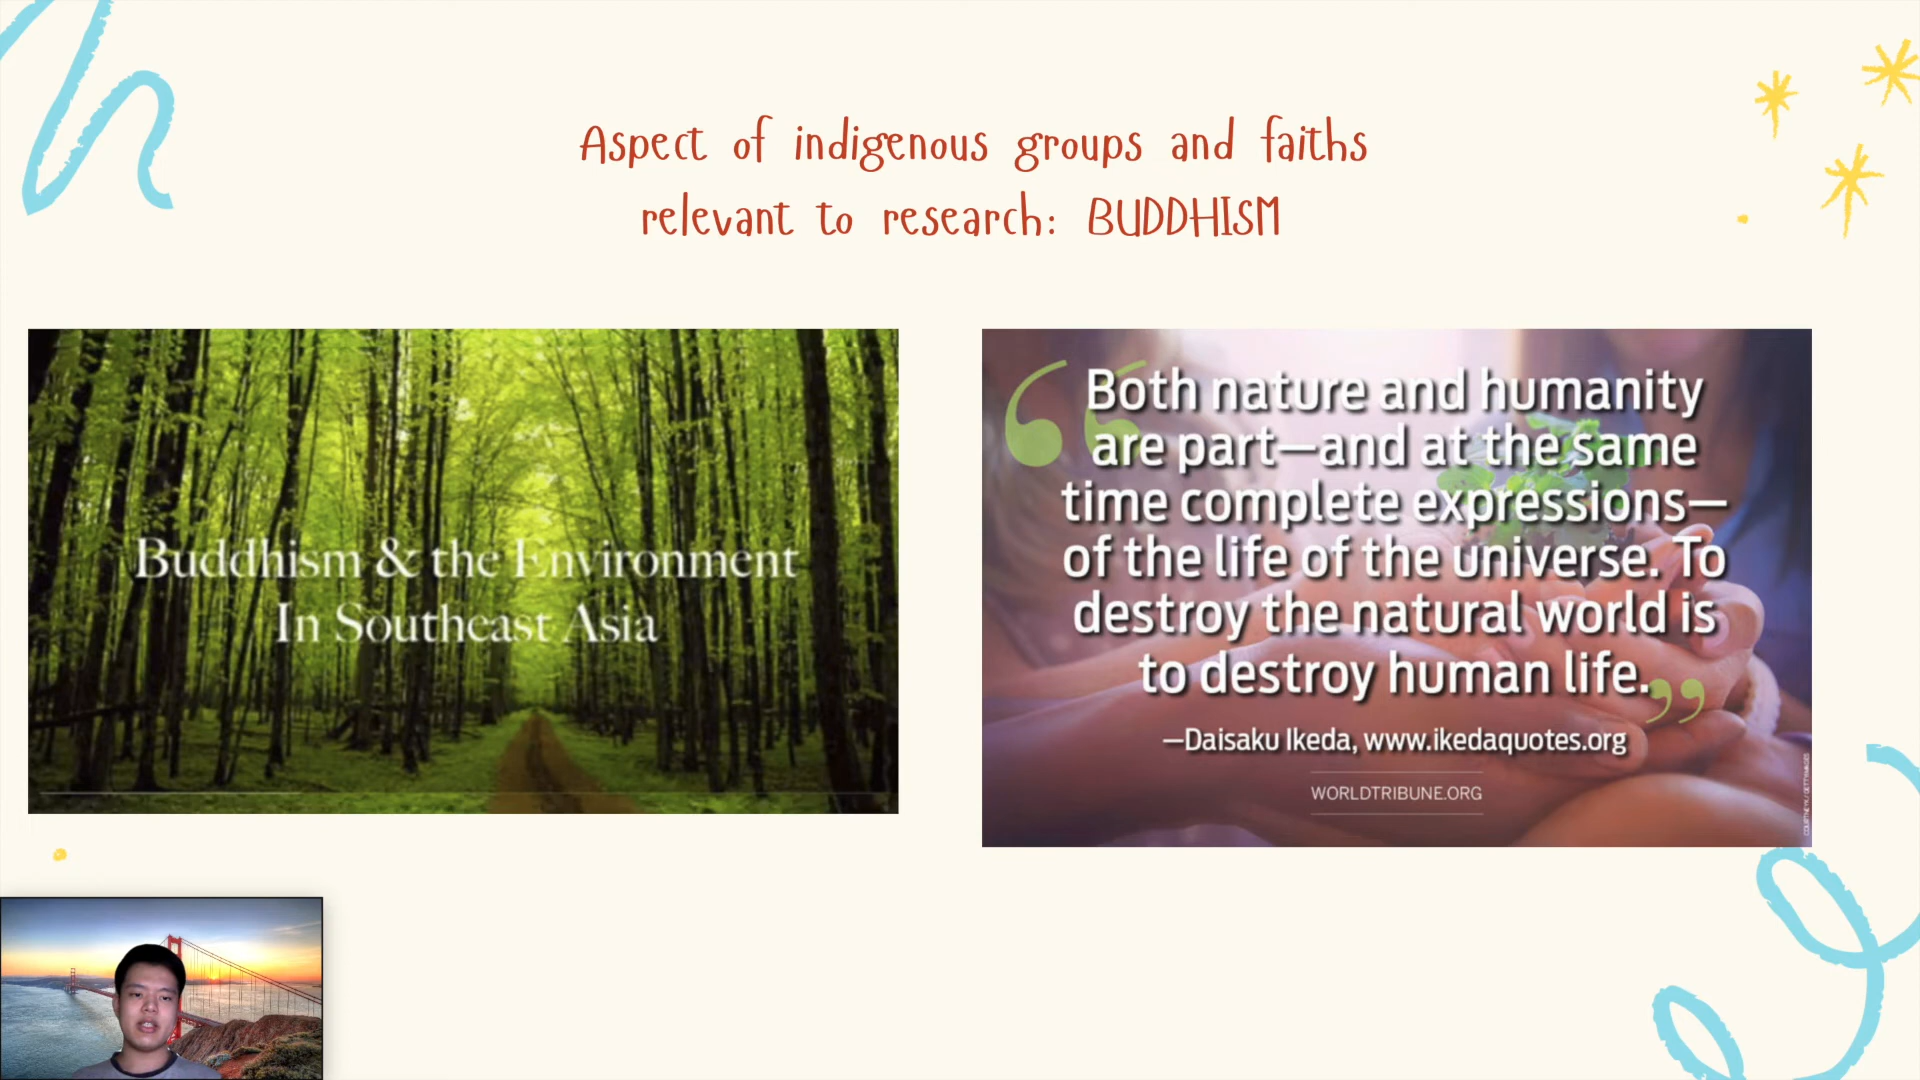 Aspect of indigenous groups and faiths
relevant to research: BUDDHISM
Buddhism & the Environment
In Southeast Asia
“Both nature and humanity
are part—and at the same
time complete expressions—
of the life of the universe. To
destroy the natural world is
to destroy human life.”
—Daisaku Ikeda, www.ikedaquotes.org
WORLDTRIBUNE.ORG